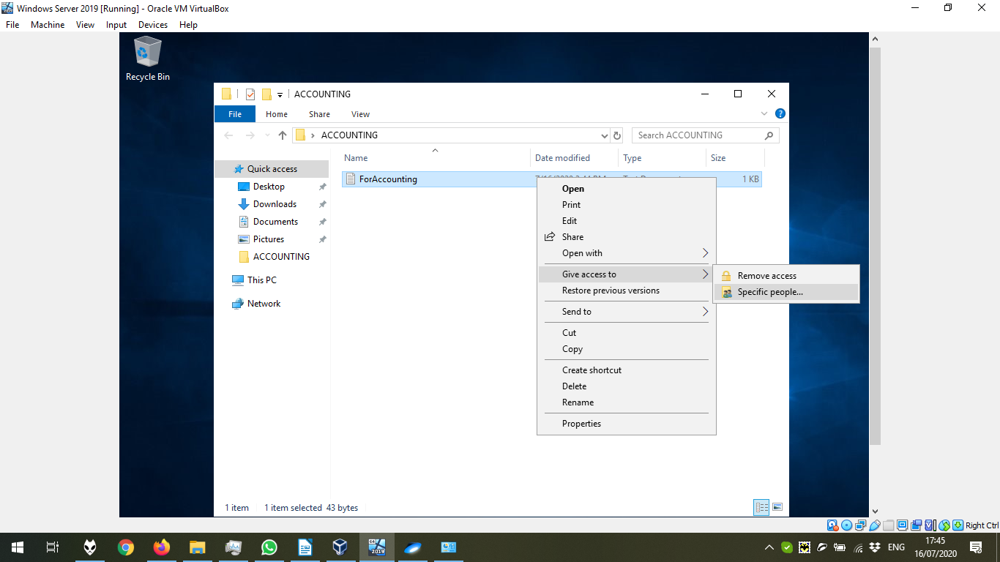 Windows Server 2019 [Running] - Oracle VM VirtualBox
File Machine View Input Devices Help
Recycle Bin
ACCOUNTING
File Home Share View
ACCOUNTING
Search ACCOUNTING
Name Date modified Type Size
Quick access
Desktop
Downloads
Documents
Pictures
ACCOUNTING
This PC
Network
ForAccounting 1 KB
Open
Print
Edit
Share
Open with
Give access to
Restore previous versions
Send to
Cut
Copy
Create shortcut
Delete
Rename
Properties
Remove access
Specific people...
1 item 1 item selected 43 bytes
Right Ctrl
64
2019
ENG
17:45
16/07/2020